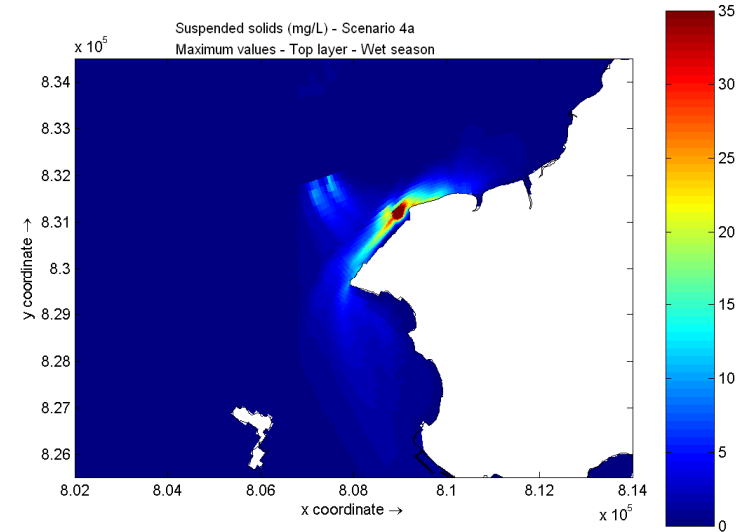 Suspended solids (mg/L) - Scenario 4a
Maximum values - Top layer - Wet season
x 10^5
8.34
8.33
8.32
8.31
8.3
8.29
8.28
8.27
8.26
y coordinate →
8.02 8.04 8.06 8.08 8.1 8.12 8.14
x coordinate →
x 10^5
35
30
25
20
15
10
5
0